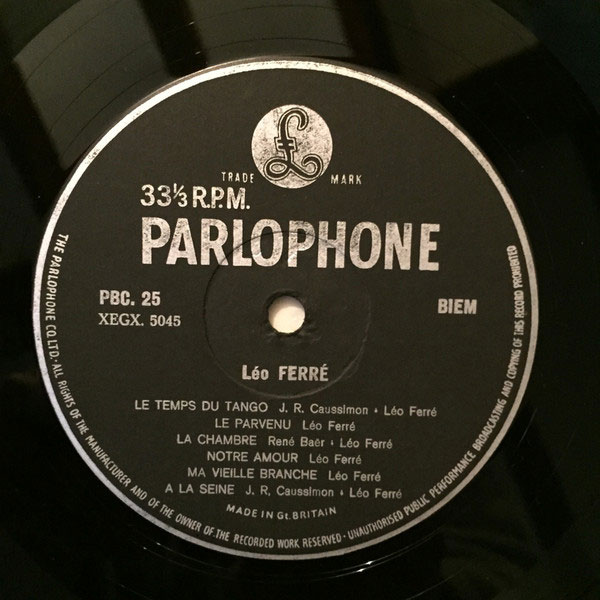 £
TRADE MARK
33⅓ R.P.M.
PARLOPHONE
PBC. 25
BIEM
XEGX. 5045
Léo FERRÉ
LE TEMPS DU TANGO J. R. Caussimon + Léo Ferré
LE PARVENU Léo Ferré
LA CHAMBRE René Baër + Léo Ferré
NOTRE AMOUR Léo Ferré
MA VIEILLE BRANCHE Léo Ferré
A LA SEINE J. R. Caussimon + Léo Ferré
MADE IN Gt. BRITAIN
THE PARLOPHONE CO. LTD. · ALL RIGHTS OF THE MANUFACTURER AND OF THE OWNER OF THE RECORDED WORK RESERVED · UNAUTHORISED PUBLIC PERFORMANCE BROADCASTING AND COPYING OF THIS RECORD PROHIBITED